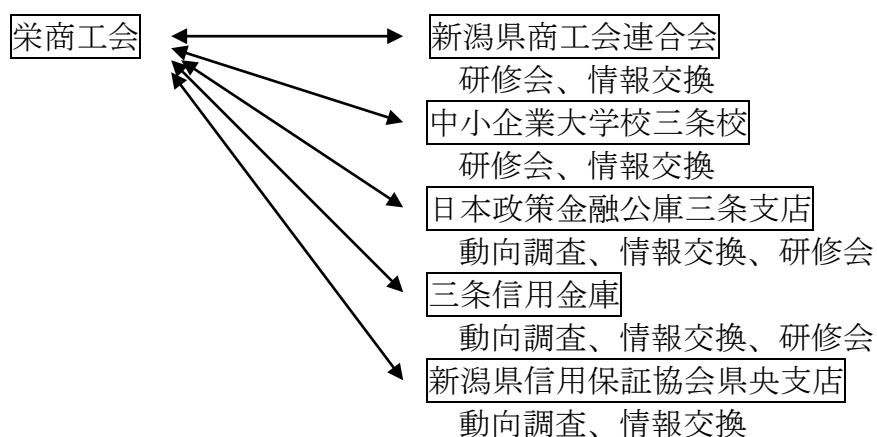 栄商工会
新潟県商工会連合会
研修会、情報交換
中小企業大学校三条校
研修会、情報交換
日本政策金融公庫三条支店
動向調査、情報交換、研修会
三条信用金庫
動向調査、情報交換、研修会
新潟県信用保証協会県央支店
動向調査、情報交換